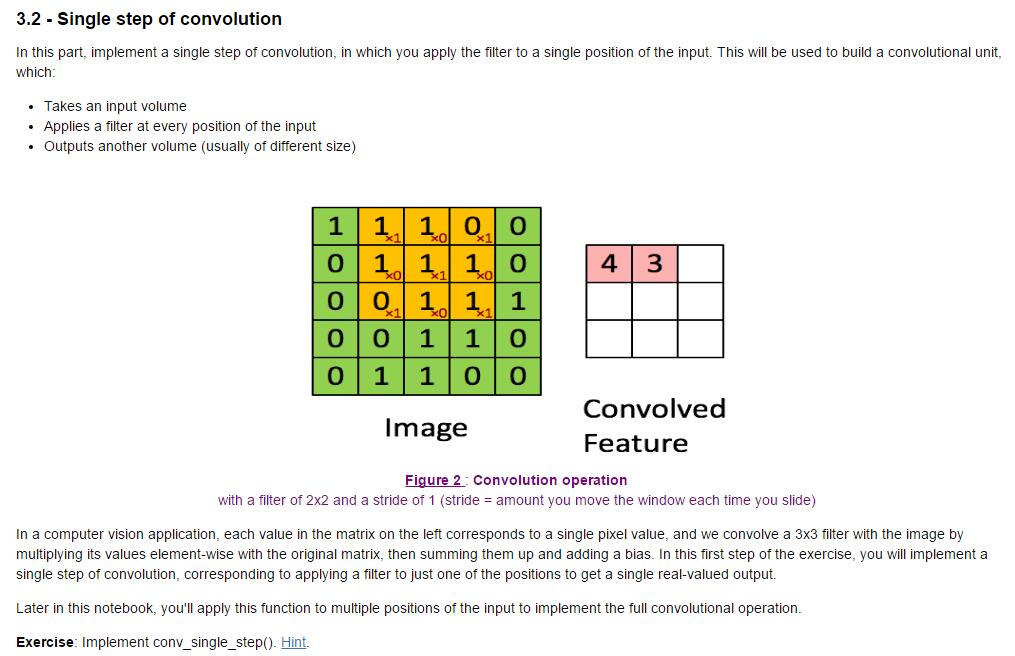 3.2 - Single step of convolution
In this part, implement a single step of convolution, in which you apply the filter to a single position of the input. This will be used to build a convolutional unit,
which:
• Takes an input volume
• Applies a filter at every position of the input
• Outputs another volume (usually of different size)
1 1×1 1×0 0×1 0
0 1×0 1×1 1×0 0
0 0×1 1×0 1×1 1
0 0 1 1 0
0 1 1 0 0
Image
4 3
Convolved
Feature
Figure 2 : Convolution operation
with a filter of 2x2 and a stride of 1 (stride = amount you move the window each time you slide)
In a computer vision application, each value in the matrix on the left corresponds to a single pixel value, and we convolve a 3x3 filter with the image by
multiplying its values element-wise with the original matrix, then summing them up and adding a bias. In this first step of the exercise, you will implement a
single step of convolution, corresponding to applying a filter to just one of the positions to get a single real-valued output.
Later in this notebook, you'll apply this function to multiple positions of the input to implement the full convolutional operation.
Exercise: Implement conv_single_step(). Hint.